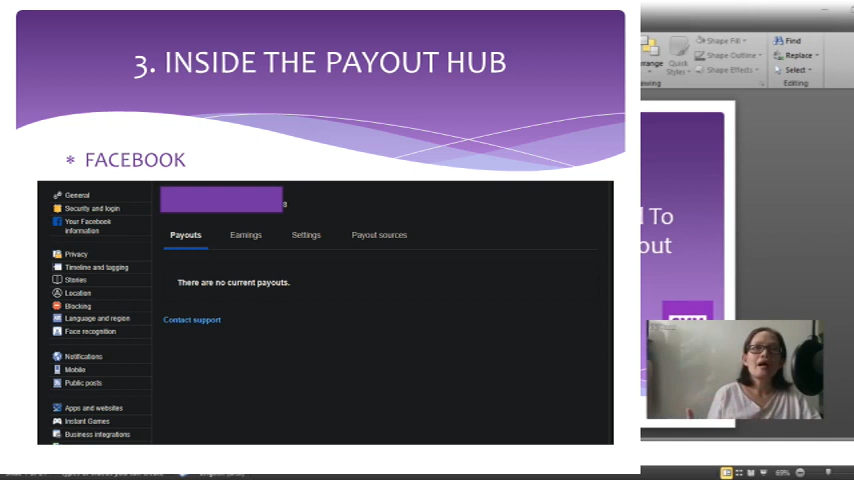 3. INSIDE THE PAYOUT HUB
* FACEBOOK
General
Security and login
Your Facebook
information
Privacy
Timeline and tagging
Stories
Location
Blocking
Language and region
Face recognition
Notifications
Mobile
Public posts
Apps and websites
Instant Games
Business integrations
Payouts
Earnings
Settings
Payout sources
There are no current payouts.
Contact support
Arrange
Quick
Styles
Shape Fill
Shape Outline
Shape Effects
Find
Replace
Select
Editing
To
out
69%